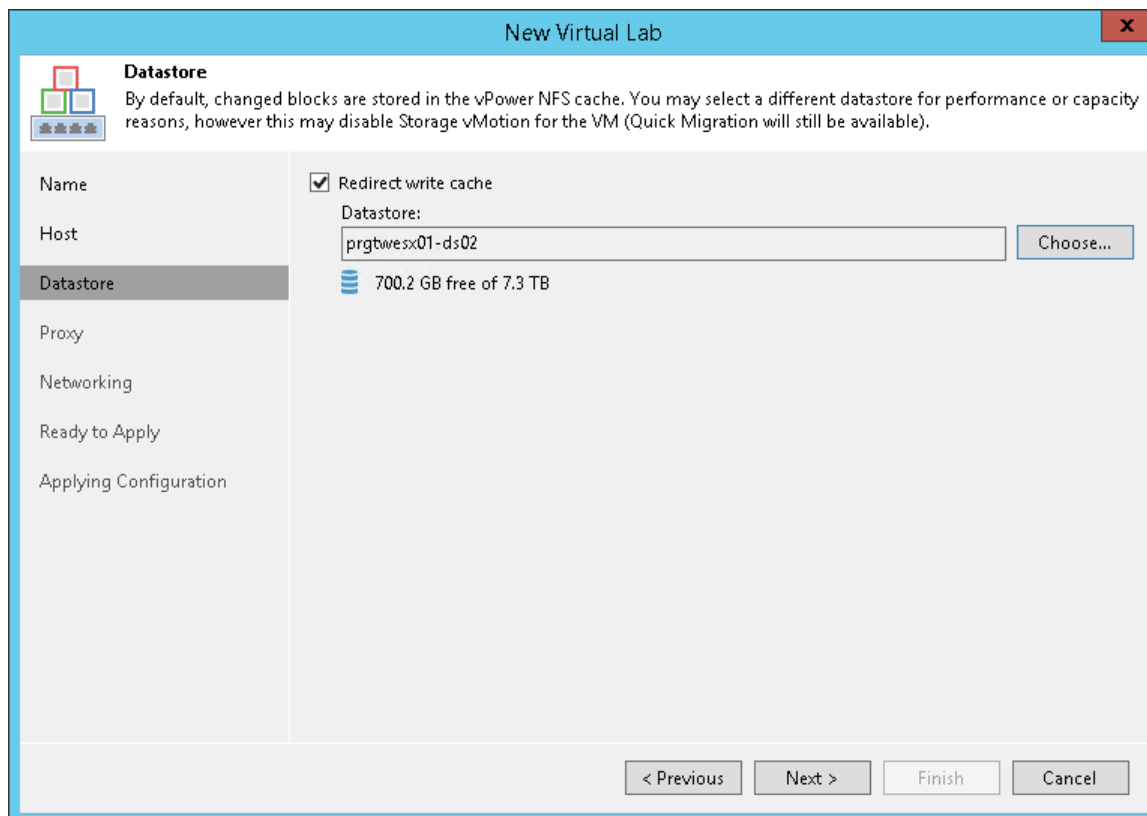 New Virtual Lab
x
Datastore
By default, changed blocks are stored in the vPower NFS cache. You may select a different datastore for performance or capacity
reasons, however this may disable Storage vMotion for the VM (Quick Migration will still be available).
Name
Host
Datastore
Proxy
Networking
Ready to Apply
Applying Configuration
Redirect write cache
Datastore:
prgtwesx01-ds02
Choose...
700.2 GB free of 7.3 TB
< Previous
Next >
Finish
Cancel